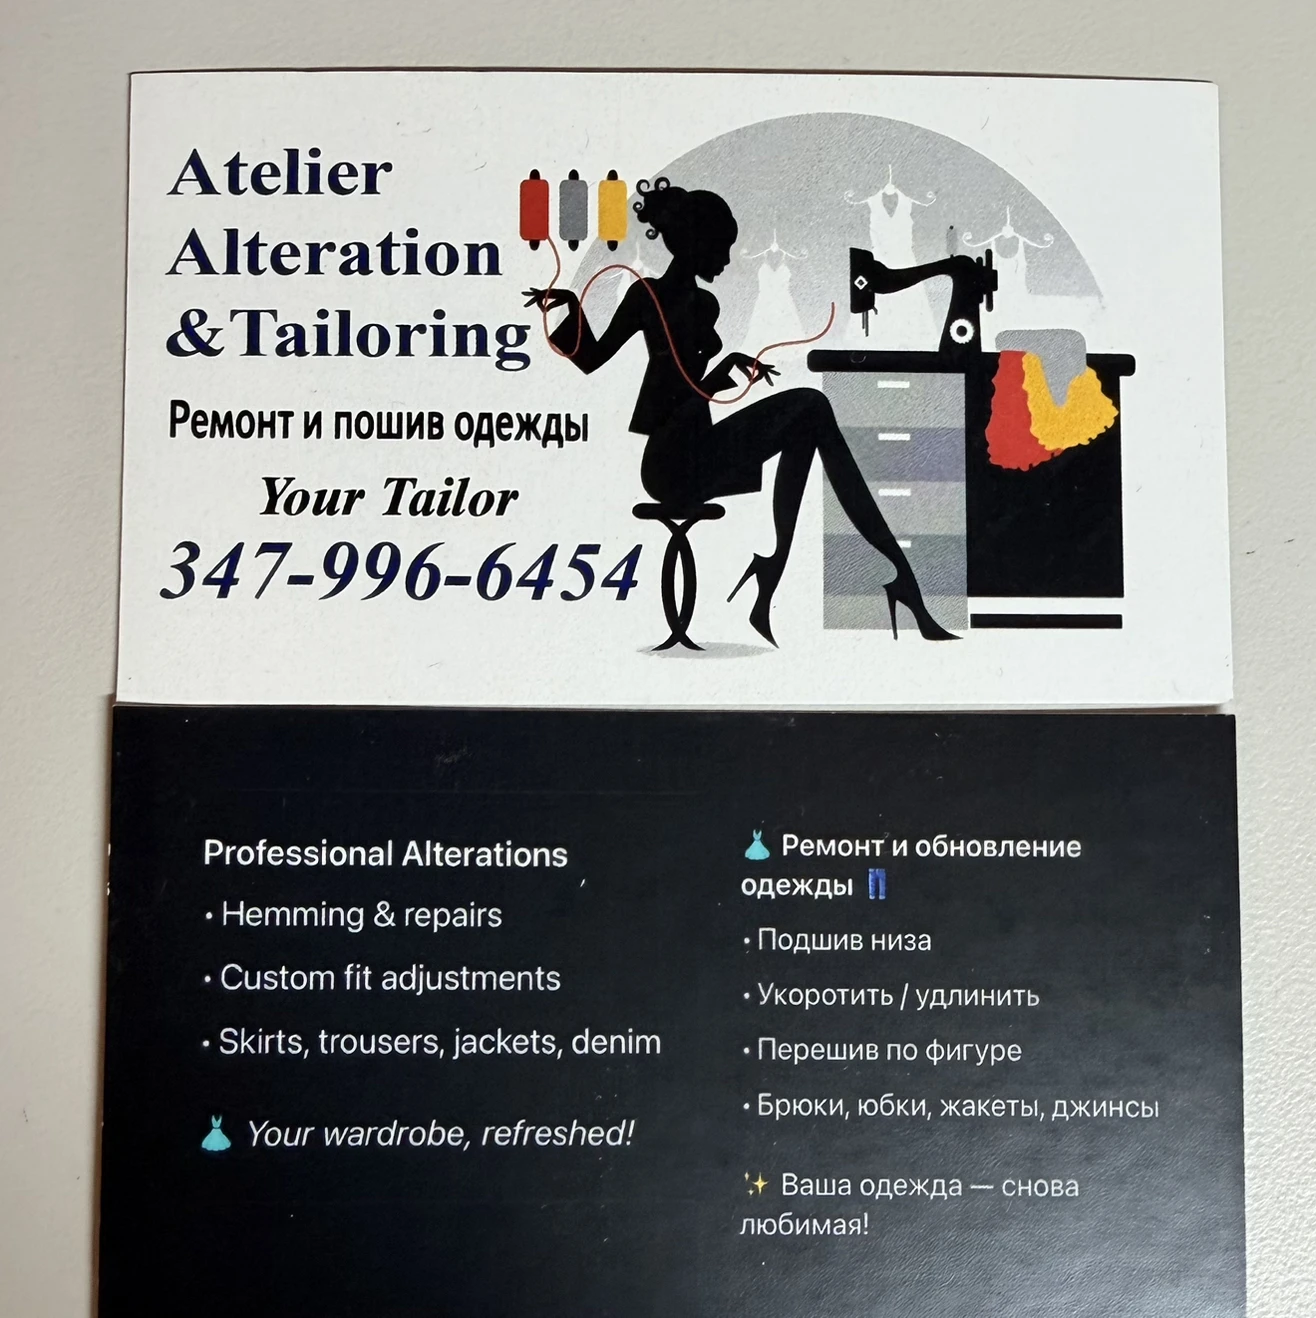 Atelier
Alteration
&Tailoring
Ремонт и пошив одежды
Your Tailor
347-996-6454
Professional Alterations
• Hemming & repairs
• Custom fit adjustments
• Skirts, trousers, jackets, denim
👗 Your wardrobe, refreshed!
👗 Ремонт и обновление
одежды 👖
• Подшив низа
• Укоротить / удлинить
• Перешив по фигуре
• Брюки, юбки, жакеты, джинсы
✨ Ваша одежда — снова
любимая!